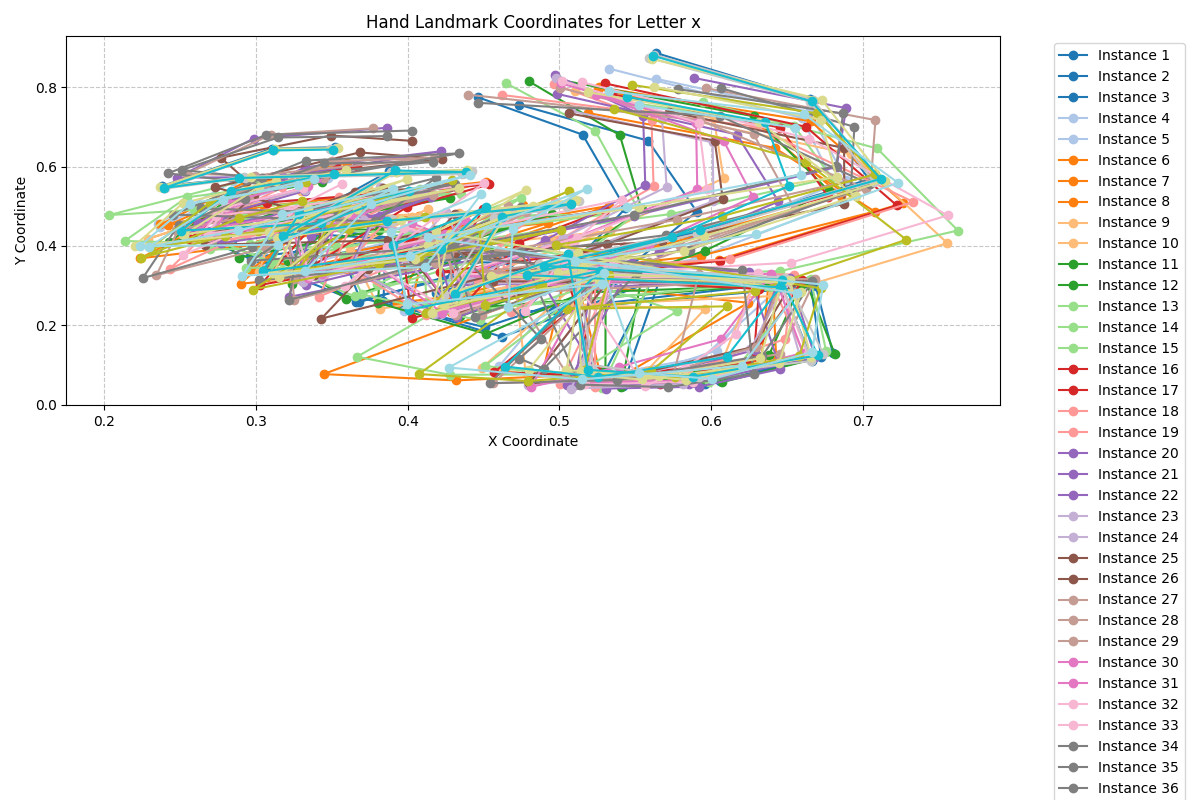 Hand Landmark Coordinates for Letter x
Y Coordinate
0.8
0.6
0.4
0.2
0.0
0.2
0.3
0.4
0.5
0.6
0.7
X Coordinate
Instance 1
Instance 2
Instance 3
Instance 4
Instance 5
Instance 6
Instance 7
Instance 8
Instance 9
Instance 10
Instance 11
Instance 12
Instance 13
Instance 14
Instance 15
Instance 16
Instance 17
Instance 18
Instance 19
Instance 20
Instance 21
Instance 22
Instance 23
Instance 24
Instance 25
Instance 26
Instance 27
Instance 28
Instance 29
Instance 30
Instance 31
Instance 32
Instance 33
Instance 34
Instance 35
Instance 36